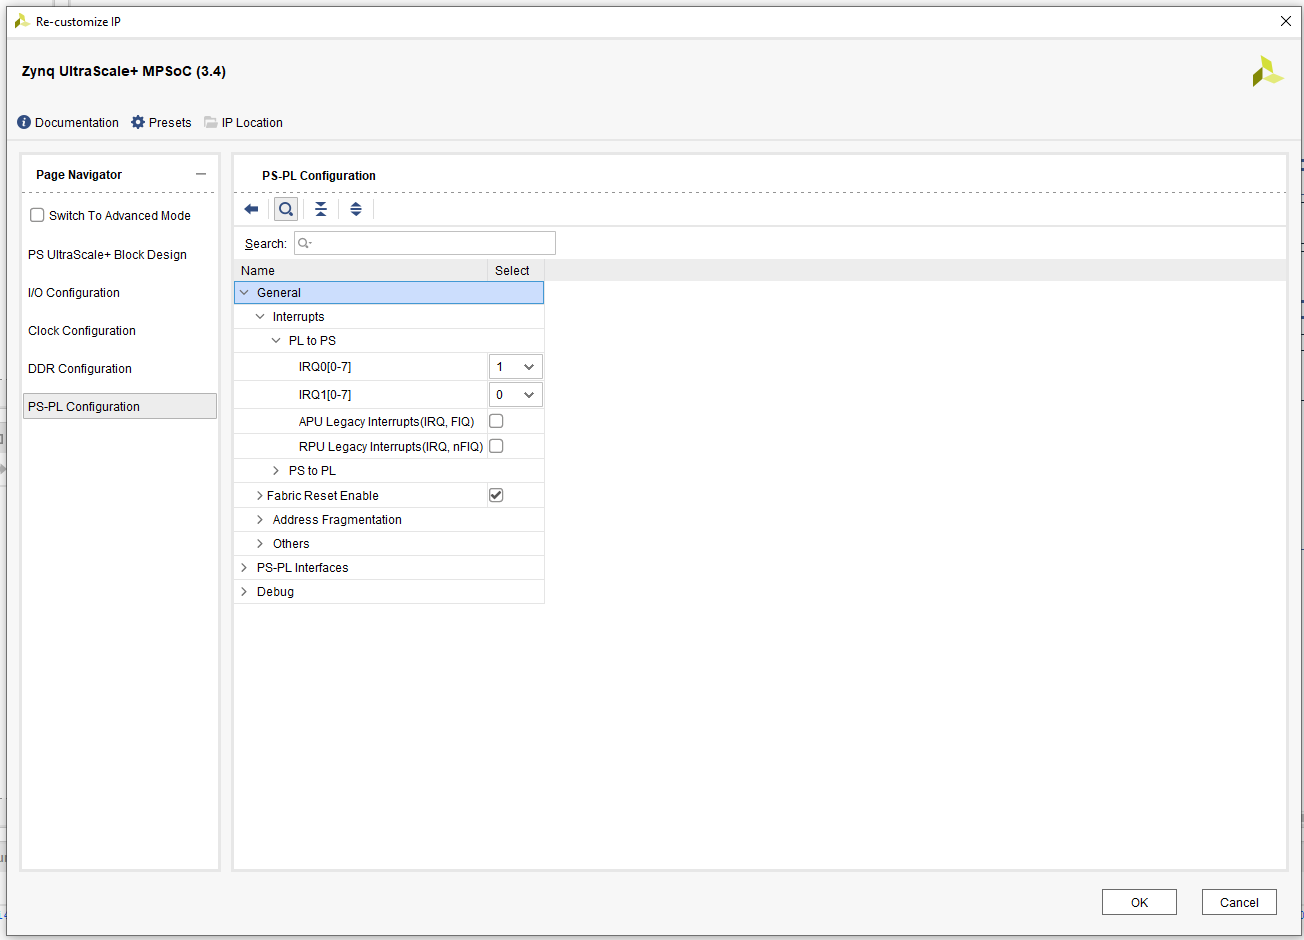 Re-customize IP
Zynq UltraScale+ MPSoC (3.4)
Documentation Presets IP Location
Page Navigator
Switch To Advanced Mode
PS UltraScale+ Block Design
I/O Configuration
Clock Configuration
DDR Configuration
PS-PL Configuration
PS-PL Configuration
Search:
Name Select
General
Interrupts
PL to PS
IRQ0[0-7] 1
IRQ1[0-7] 0
APU Legacy Interrupts(IRQ, FIQ)
RPU Legacy Interrupts(IRQ, nFIQ)
PS to PL
Fabric Reset Enable
Address Fragmentation
Others
PS-PL Interfaces
Debug
OK Cancel